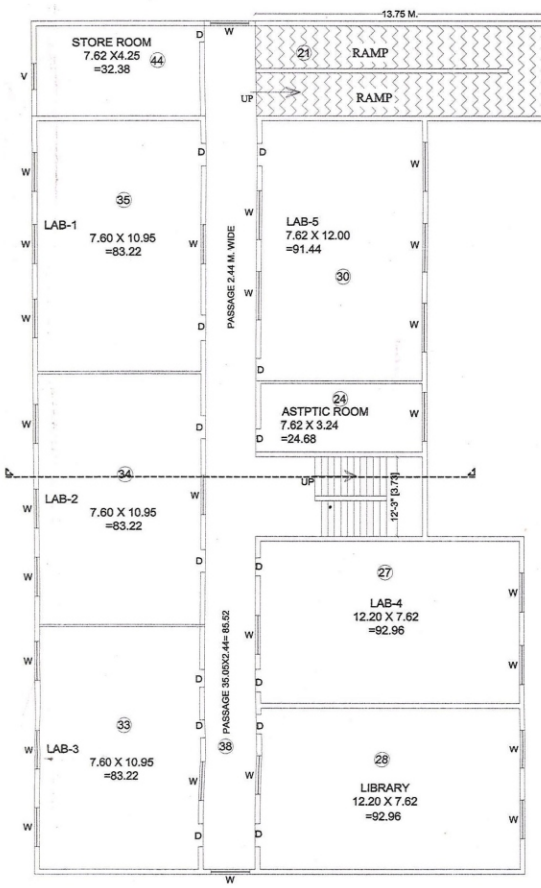 13.75 M.
STORE ROOM
7.62 X4.25
=32.38
44
D
W
V
21
RAMP
UP
RAMP
D
D
W
W
35
LAB-1
7.60 X 10.95
=83.22
W
W
W
D
PASSAGE 2.44 M. WIDE
W
W
LAB-5
7.62 X 12.00
=91.44
30
W
W
D
24
ASTPTIC ROOM
7.62 X 3.24
=24.68
W
D
W
D
34
UP
12'-3" [3.73]
LAB-2
7.60 X 10.95
=83.22
W
W
W
D
D
27
LAB-4
12.20 X 7.62
=92.96
W
W
W
D
W
D
33
LAB-3
7.60 X 10.95
=83.22
D
W
W
W
D
PASSAGE 35.05X2.44= 85.52
38
D
W
D
28
LIBRARY
12.20 X 7.62
=92.96
W
W
W